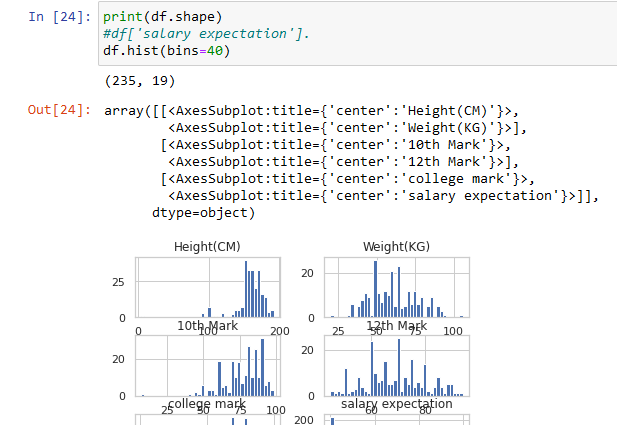 In [24]: print(df.shape)
#df['salary expectation'].
df.hist(bins=40)
(235, 19)
Out[24]: array([[<AxesSubplot:title={'center':'Height(CM)'}>,
<AxesSubplot:title={'center':'Weight(KG)'}>],
[<AxesSubplot:title={'center':'10th Mark'}>,
<AxesSubplot:title={'center':'12th Mark'}>],
[<AxesSubplot:title={'center':'college mark'}>,
<AxesSubplot:title={'center':'salary expectation'}>]],
dtype=object)
Height(CM) Weight(KG)
25 20
0 0
0 100 200 25 50 75 100
10th Mark 12th Mark
20 20
0 0
25 50 75 100 60 80
college mark salary expectation
200